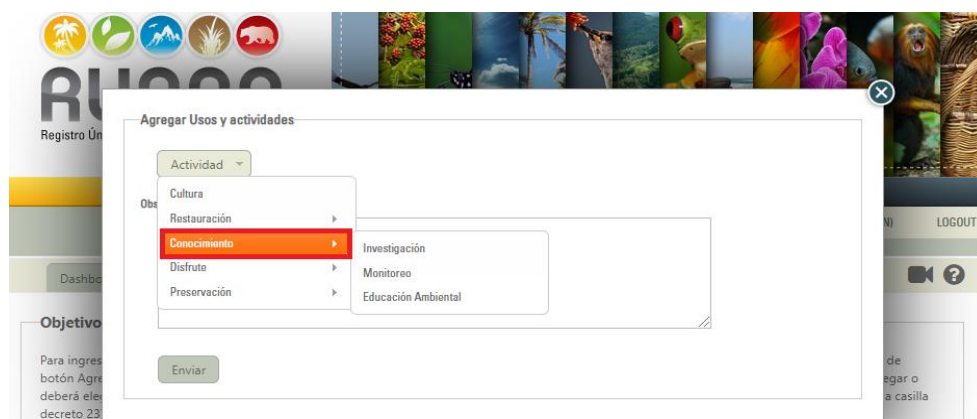 Registro Ún
Agregar Usos y actividades
Actividad
Obs
Cultura
Restauración
Conocimiento
Disfrute
Preservación
Investigación
Monitoreo
Educación Ambiental
N)
LOGOUT
Dashbo
Objetivo
Para ingres
de
botón Agre
egar o
deberá ele
a casilla
decreto 23
Enviar